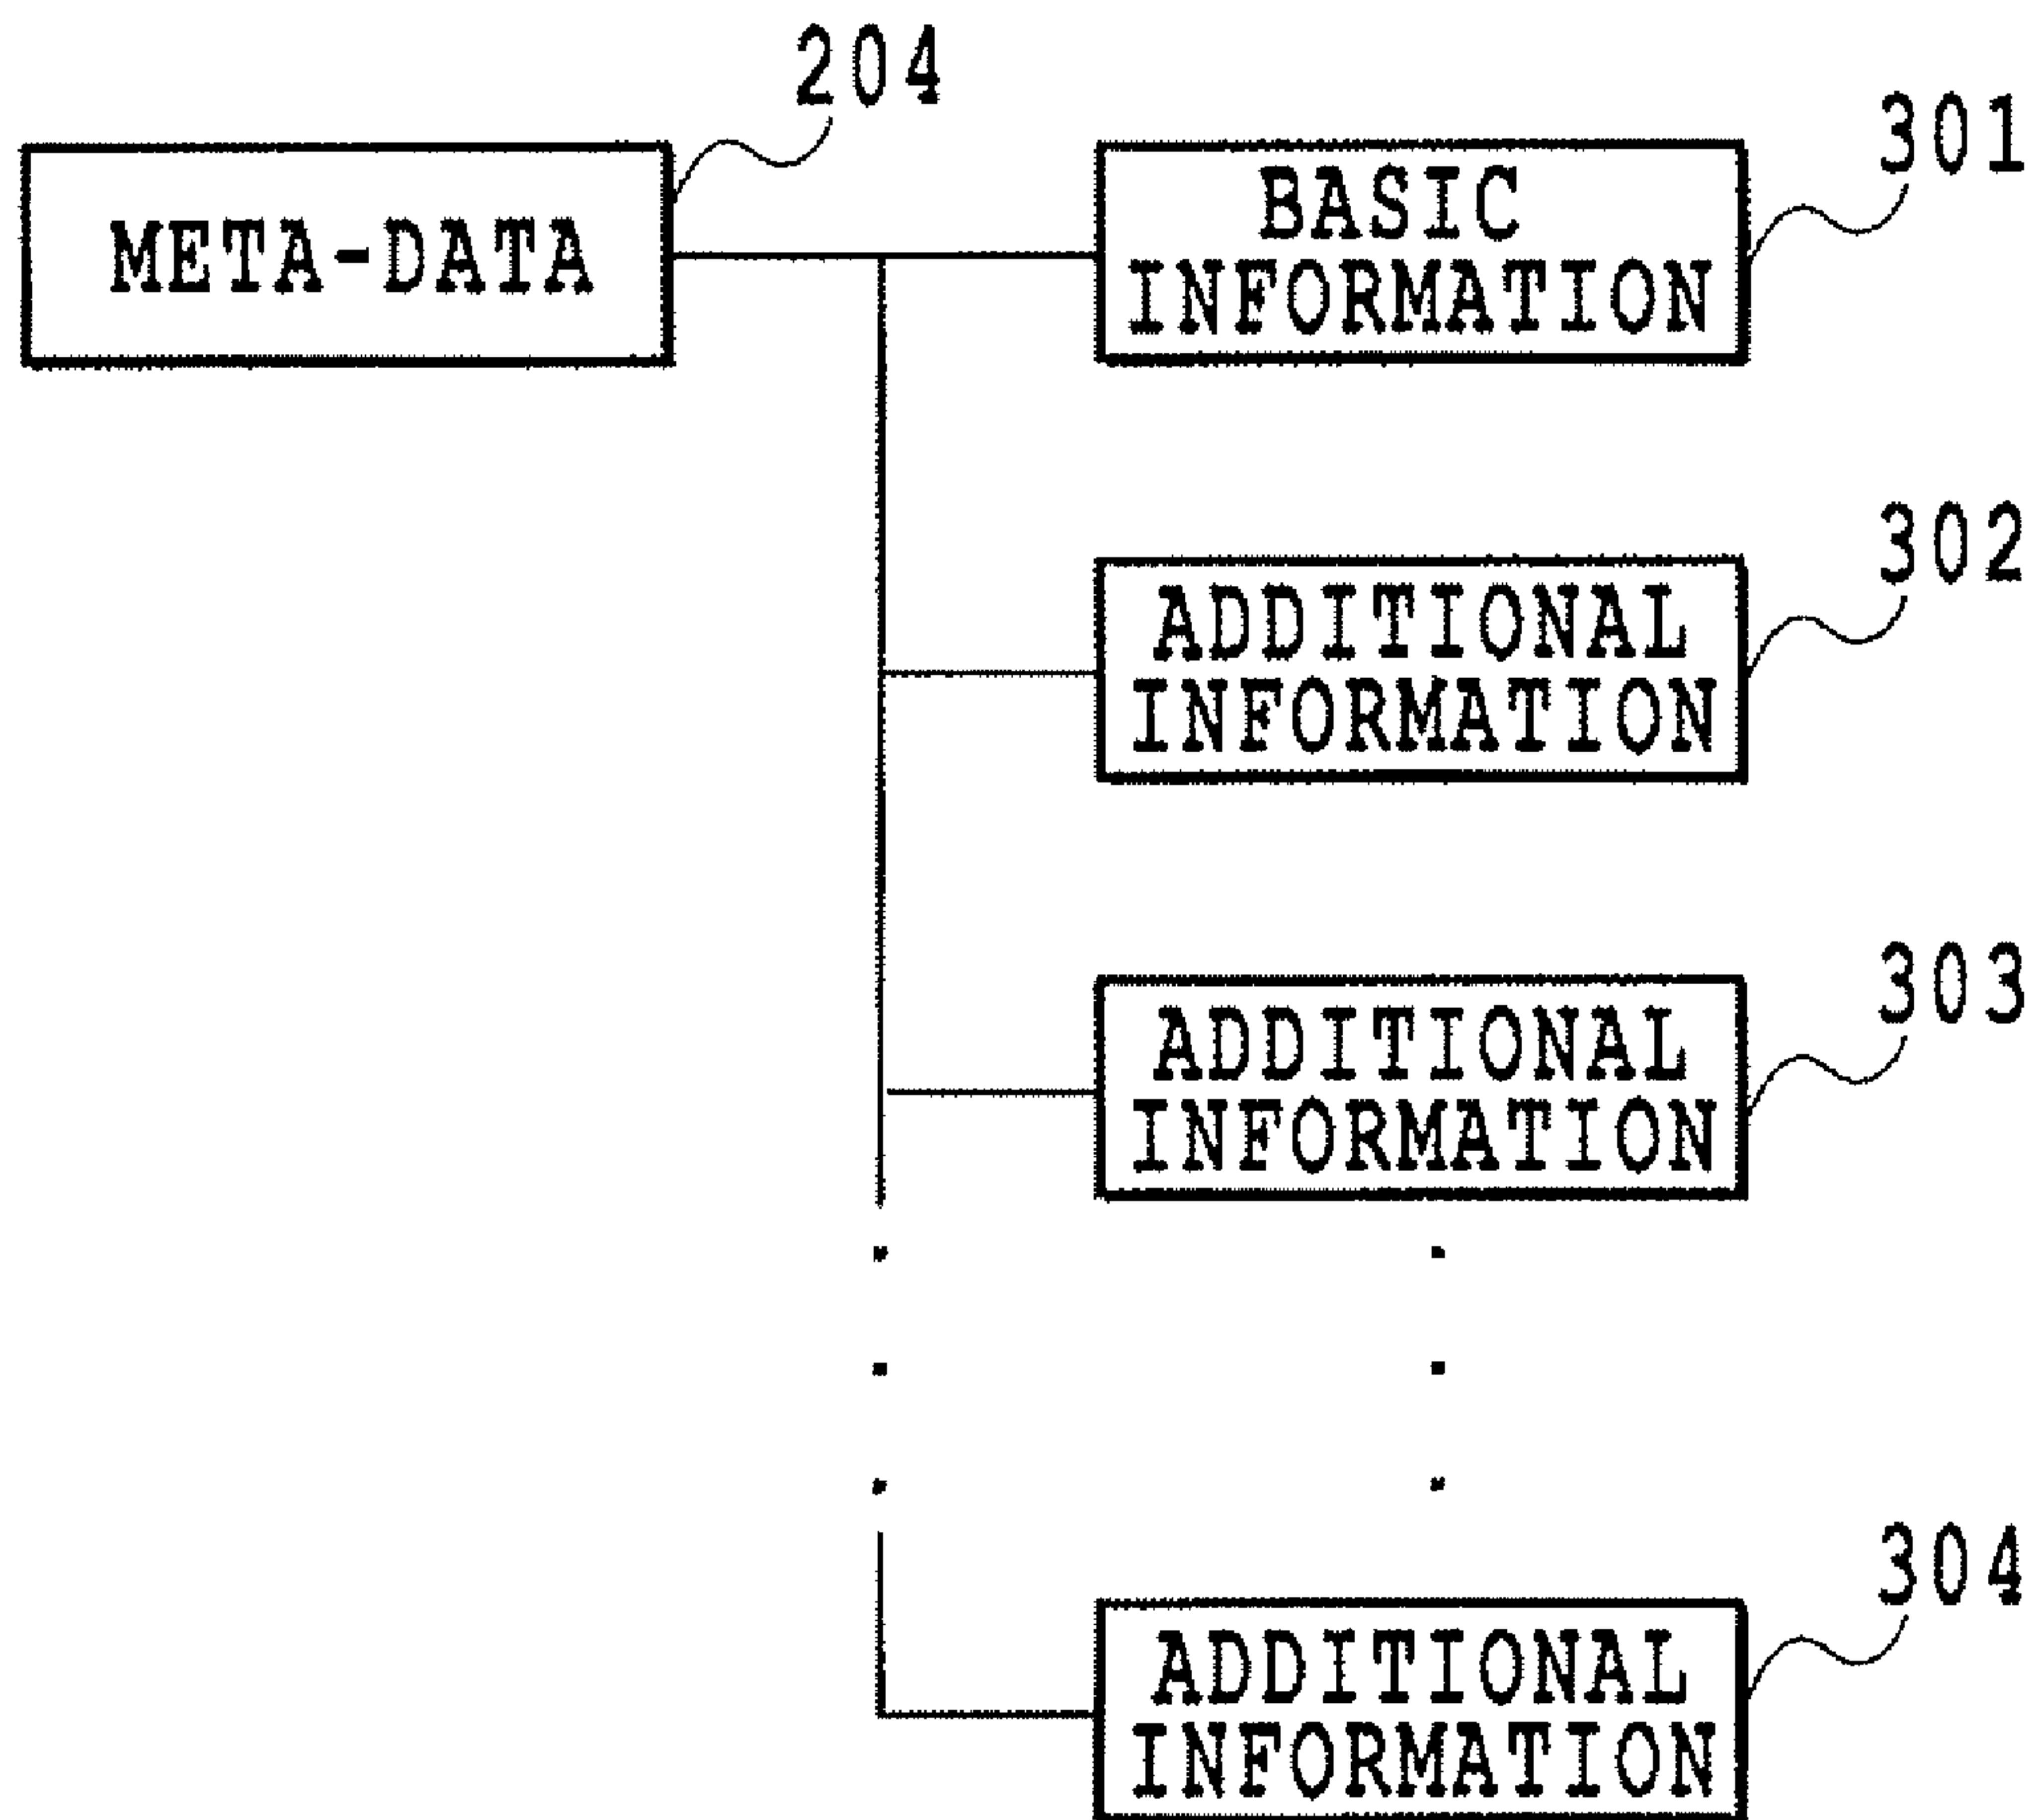 204
META-DATA
301
BASIC
INFORMATION
302
ADDITIONAL
INFORMATION
303
ADDITIONAL
INFORMATION
304
ADDITIONAL
INFORMATION